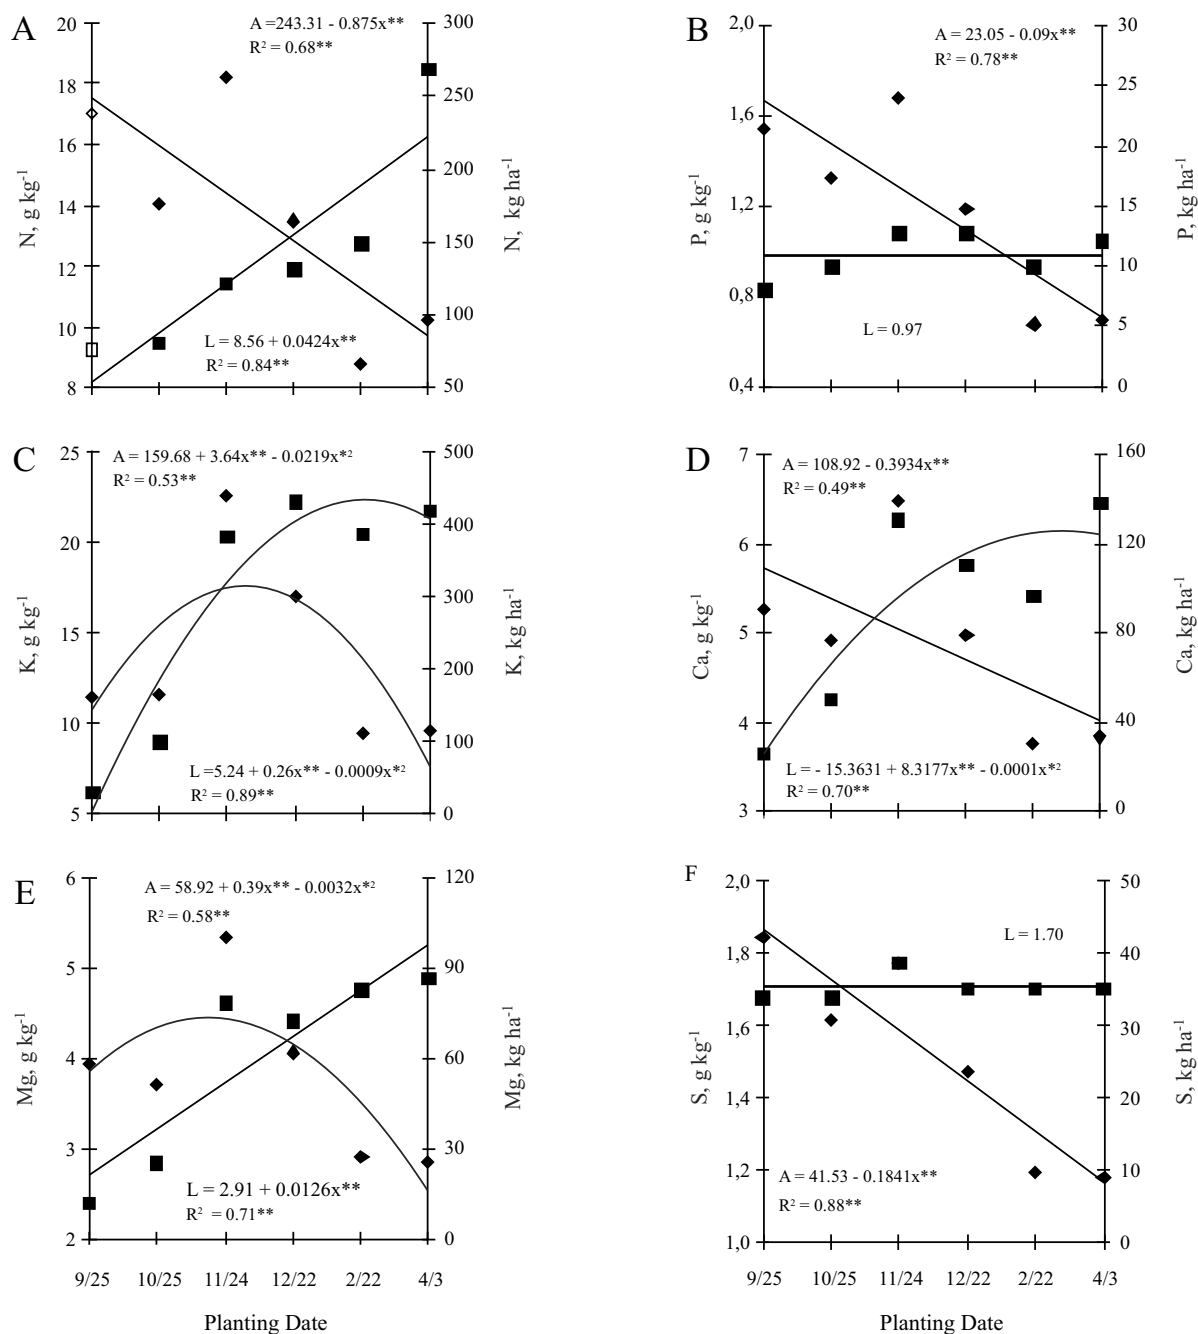 A
A =243.31 - 0.875x**
R² = 0.68**
L = 8.56 + 0.0424x**
R² = 0.84**
20
18
16
14
12
10
8
N, g kg⁻¹
300
250
200
150
100
50
N, kg ha⁻¹
B
A = 23.05 - 0.09x**
R² = 0.78**
L = 0.97
2,0
1,6
1,2
0,8
0,4
P, g kg⁻¹
30
25
20
15
10
5
0
P, kg ha⁻¹
C
A = 159.68 + 3.64x** - 0.0219x*²
R² = 0.53**
L =5.24 + 0.26x** - 0.0009x*²
R² = 0.89**
25
20
15
10
5
K, g kg⁻¹
500
400
300
200
100
0
K, kg ha⁻¹
D
A = 108.92 - 0.3934x**
R² = 0.49**
L = - 15.3631 + 8.3177x** - 0.0001x*²
R² = 0.70**
7
6
5
4
3
Ca, g kg⁻¹
160
120
80
40
0
Ca, kg ha⁻¹
E
A = 58.92 + 0.39x** - 0.0032x*²
R² = 0.58**
L = 2.91 + 0.0126x**
R² = 0.71**
6
5
4
3
2
Mg, g kg⁻¹
120
90
60
30
0
Mg, kg ha⁻¹
9/25 10/25 11/24 12/22 2/22 4/3
Planting Date
F
L = 1.70
A = 41.53 - 0.1841x**
R² = 0.88**
2,0
1,8
1,6
1,4
1,2
1,0
S, g kg⁻¹
50
40
30
20
10
0
S, kg ha⁻¹
9/25 10/25 11/24 12/22 2/22 4/3
Planting Date